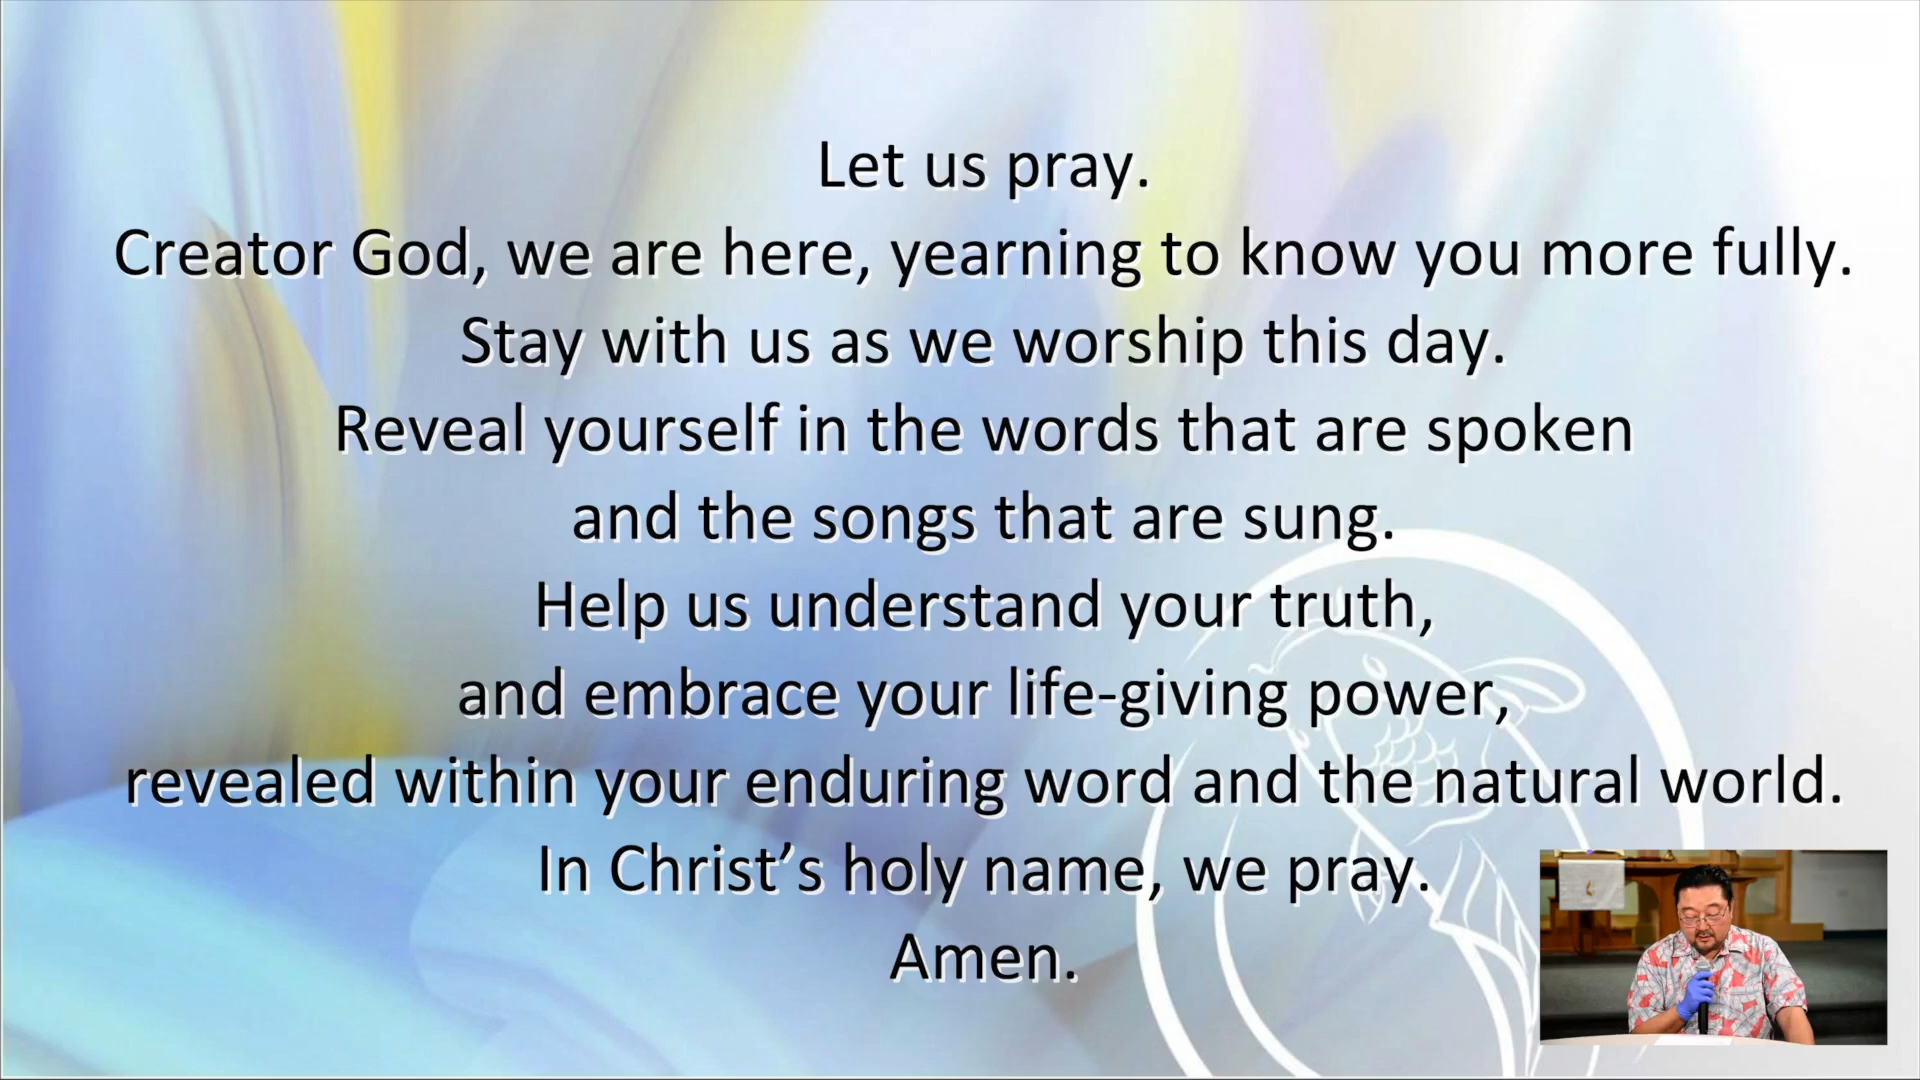 Let us pray.
Creator God, we are here, yearning to know you more fully.
Stay with us as we worship this day.
Reveal yourself in the words that are spoken
and the songs that are sung.
Help us understand your truth,
and embrace your life-giving power,
revealed within your enduring word and the natural world.
In Christ’s holy name, we pray.
Amen.